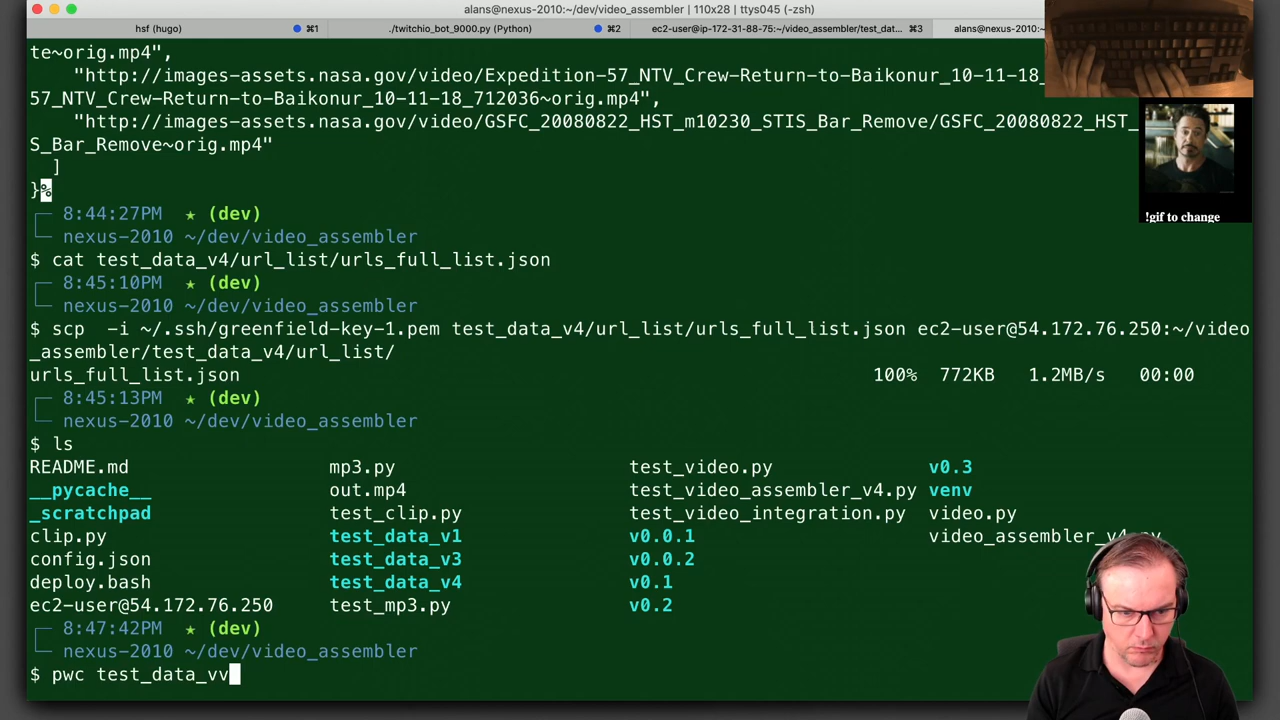 alans@nexus-2010:~/dev/video_assembler | 110x28 | ttys045 (-zsh)
hsf (hugo) ⌘1 ./twitchio_bot_9000.py (Python) ⌘2 ec2-user@ip-172-31-88-75:~/video_assembler/test_dat... ⌘3 alans@nexus-2010:~
te~orig.mp4",
"http://images-assets.nasa.gov/video/Expedition-57_NTV_Crew-Return-to-Baikonur_10-11-18_
57_NTV_Crew-Return-to-Baikonur_10-11-18_712036~orig.mp4",
"http://images-assets.nasa.gov/video/GSFC_20080822_HST_m10230_STIS_Bar_Remove/GSFC_20080822_HST_
S_Bar_Remove~orig.mp4"
]
}%
!gif to change
8:44:27PM ★ (dev)
nexus-2010 ~/dev/video_assembler
$ cat test_data_v4/url_list/urls_full_list.json
8:45:10PM ★ (dev)
nexus-2010 ~/dev/video_assembler
$ scp -i ~/.ssh/greenfield-key-1.pem test_data_v4/url_list/urls_full_list.json ec2-user@54.172.76.250:~/video
_assembler/test_data_v4/url_list/
urls_full_list.json 100% 772KB 1.2MB/s 00:00
8:45:13PM ★ (dev)
nexus-2010 ~/dev/video_assembler
$ ls
README.md mp3.py test_video.py v0.3
__pycache__ out.mp4 test_video_assembler_v4.py venv
_scratchpad test_clip.py test_video_integration.py video.py
clip.py test_data_v1 v0.0.1 video_assembler_v4.py
config.json test_data_v3 v0.0.2
deploy.bash test_data_v4 v0.1
ec2-user@54.172.76.250 test_mp3.py v0.2
8:47:42PM ★ (dev)
nexus-2010 ~/dev/video_assembler
$ pwc test_data_vv